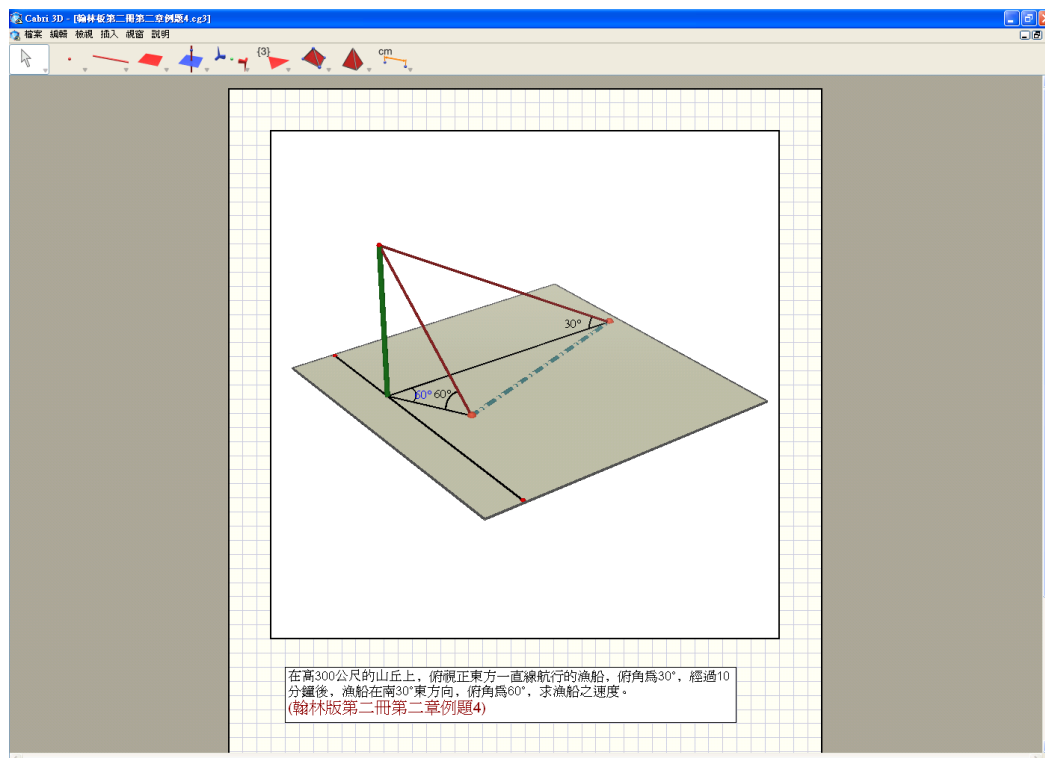 Cabri 3D - [翰林板第二冊第二章例題4.cg3]
檔案 編輯 檢視 插入 視窗 說明
{3}
cm
30°
60° 60°
在高300公尺的山丘上，俯視正東方一直線航行的漁船，俯角爲30°，經過10
分鐘後，漁船在南30°東方向，俯角爲60°，求漁船之速度。
(翰林版第二冊第二章例題4)